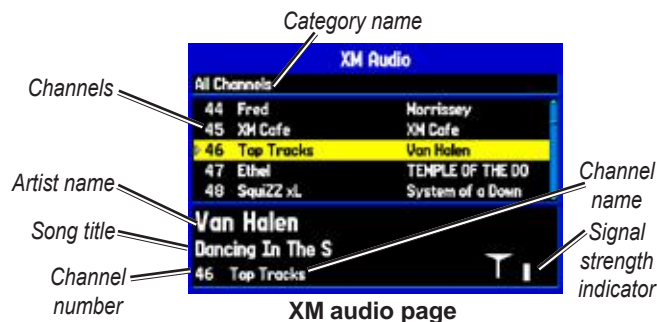 Category name
XM Audio
All Channels
Channels
44 Fred Morrissey
45 XM Cafe XM Cafe
46 Top Tracks Van Halen
47 Ethel TEMPLE OF THE DO
48 SquiZZ xL System of a Down
Artist name
Van Halen
Song title
Dancing In The S
Channel number
46 Top Tracks
Channel name
Signal strength indicator
XM audio page